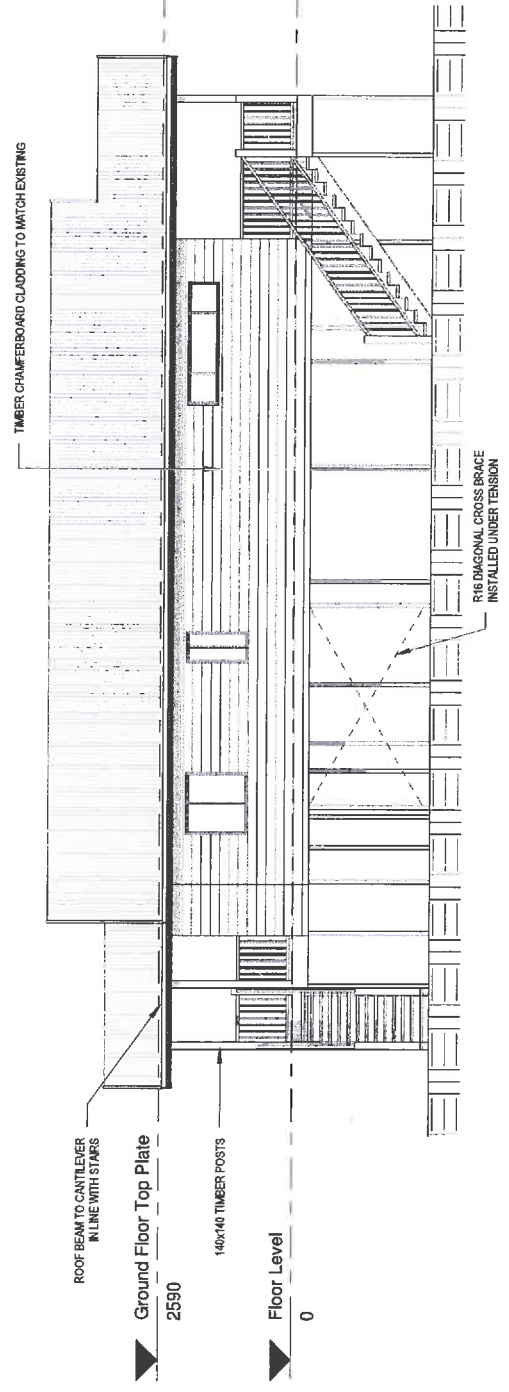 ROOF BEAM TO CANTILEVER
IN LINE WITH STAIRS
Ground Floor Top Plate
2590
140x140 TIMBER POSTS
Floor Level
0
TIMBER CHAMFERBOARD CLADDING TO MATCH EXISTING
R16 DIAGONAL CROSS BRACE
INSTALLED UNDER TENSION